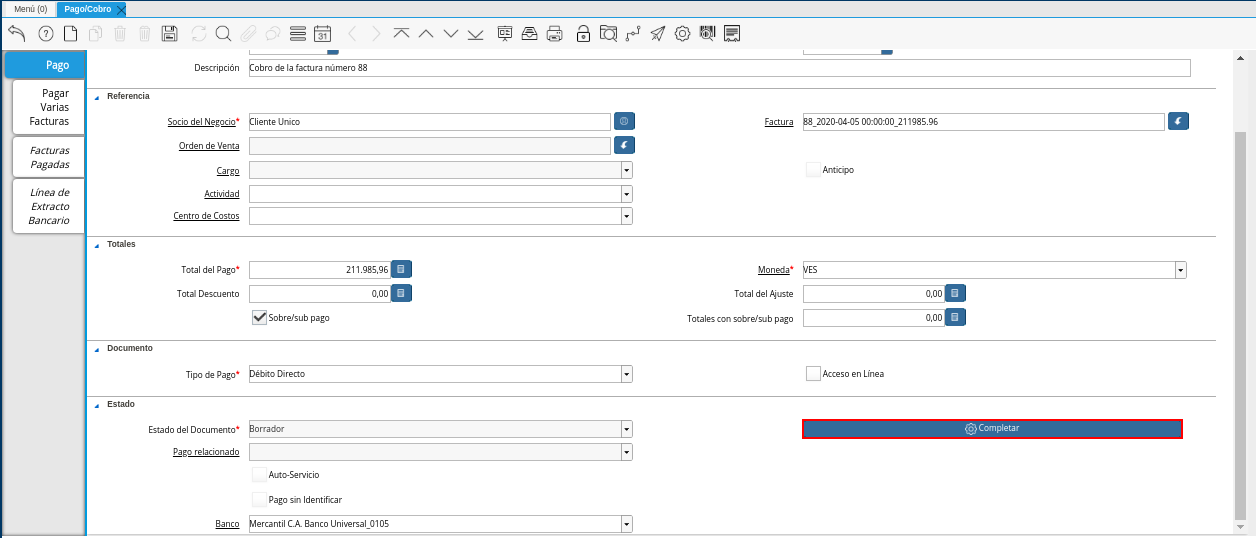 Menú (0)
Pago/Cobro
31
Pago
Pagar
Varias
Facturas
Facturas
Pagadas
Línea de
Extracto
Bancario
Descripción Cobro de la factura número 88
Referencia
Socio del Negocio* Cliente Unico
Factura 88_2020-04-05 00:00:00_211985.96
Orden de Venta
Cargo
Anticipo
Actividad
Centro de Costos
Totales
Total del Pago* 211.985,96
Moneda* VES
Total Descuento 0,00
Total del Ajuste 0,00
Sobre/sub pago
Totales con sobre/sub pago 0,00
Documento
Tipo de Pago* Débito Directo
Acceso en Línea
Estado
Estado del Documento* Borrador
Completar
Pago relacionado
Auto-Servicio
Pago sin Identificar
Banco Mercantil C.A. Banco Universal_0105